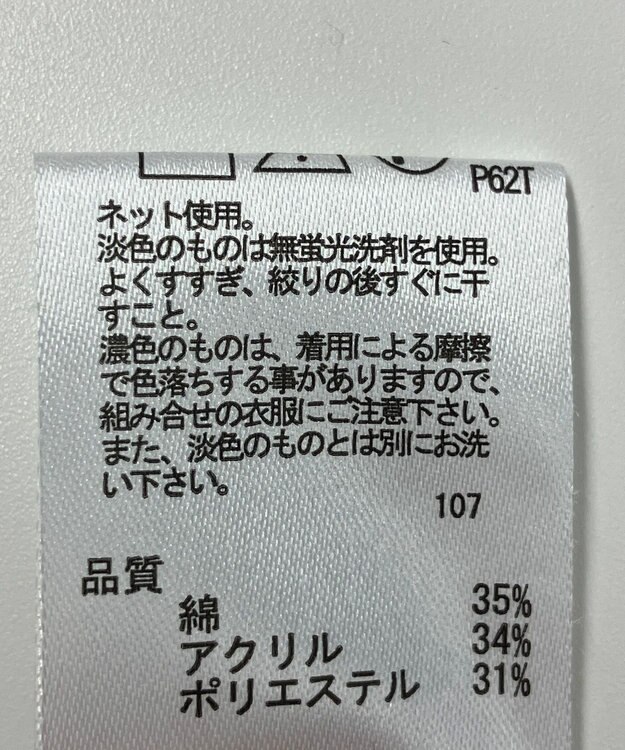 P62T
ネット使用。
淡色のものは無蛍光洗剤を使用。
よくすすぎ、絞りの後すぐに干
すこと。
濃色のものは、着用による摩擦
で色落ちする事がありますので、
組み合せの衣服にご注意下さい。
また、淡色のものとは別にお洗
い下さい。
107
品質
綿 35%
アクリル 34%
ポリエステル 31%